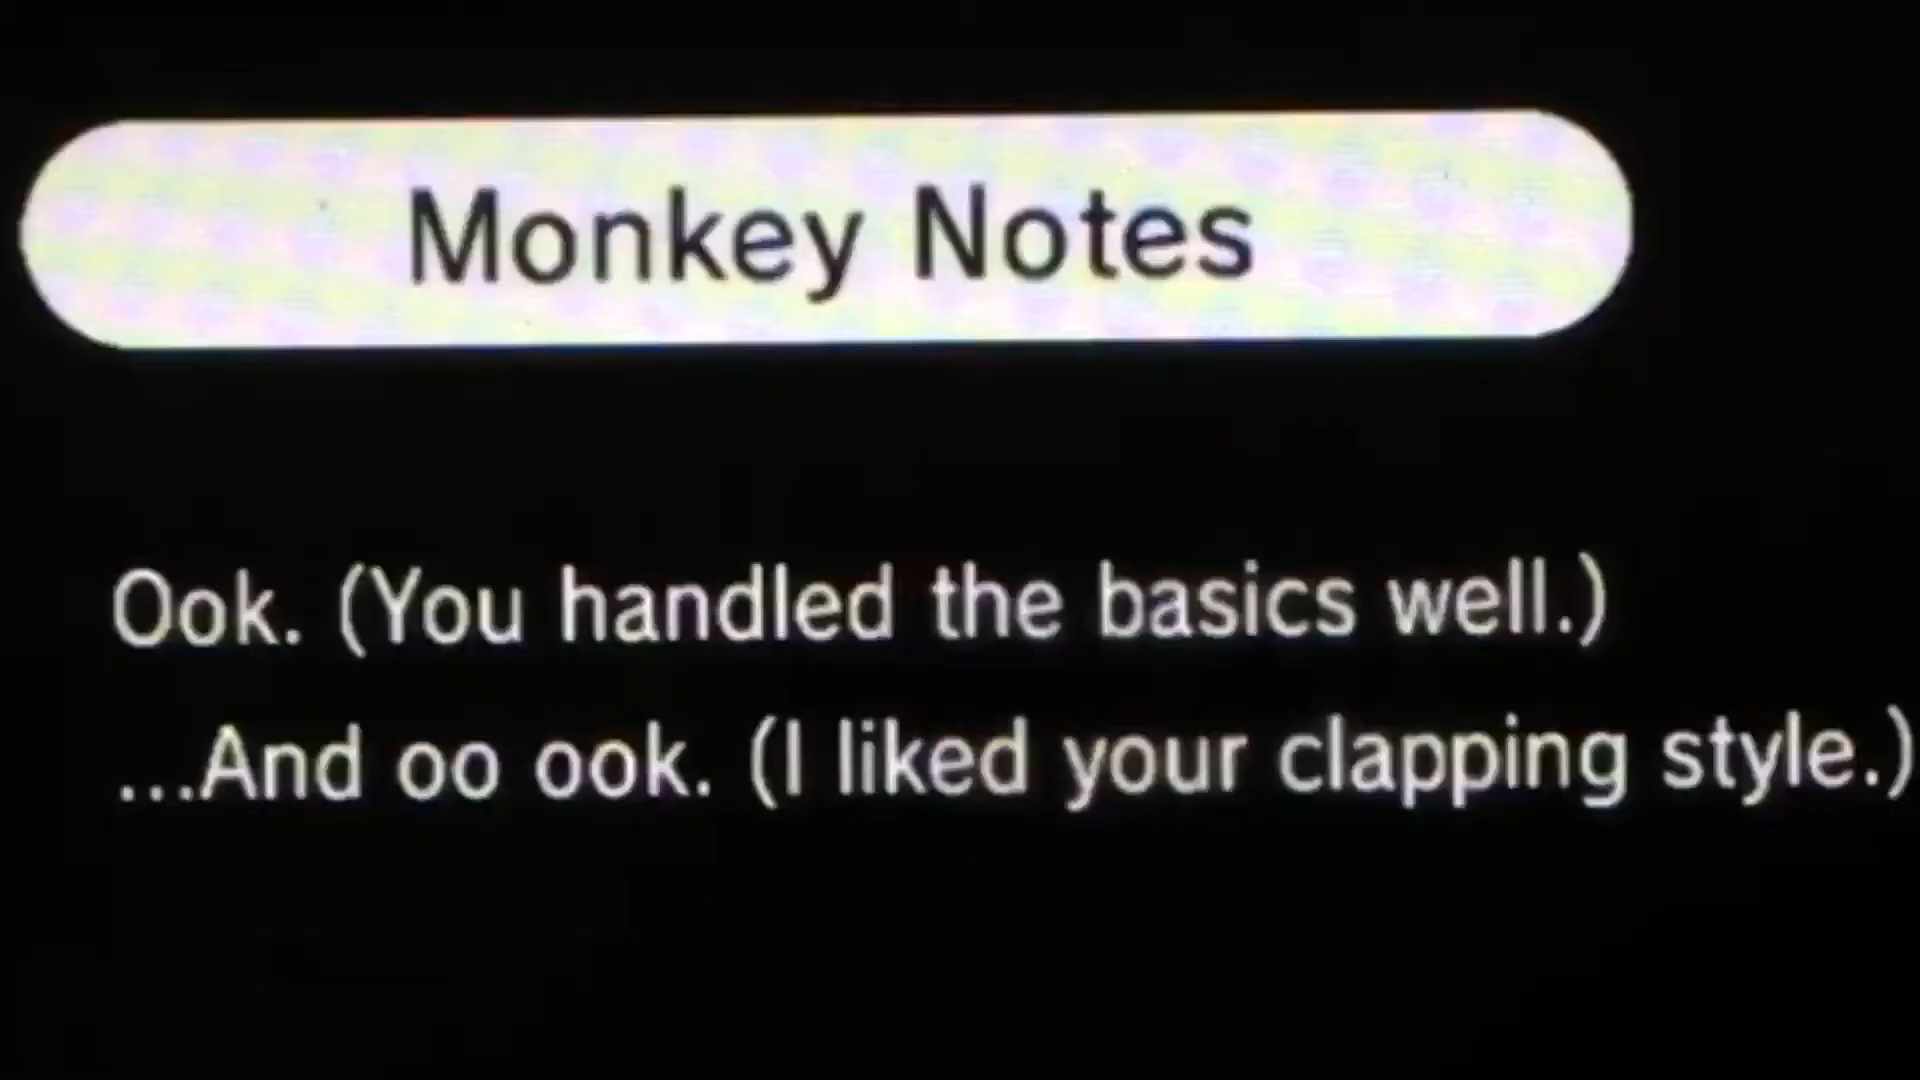 Monkey Notes
Ook. (You handled the basics well.)
...And oo ook. (I liked your clapping style.)